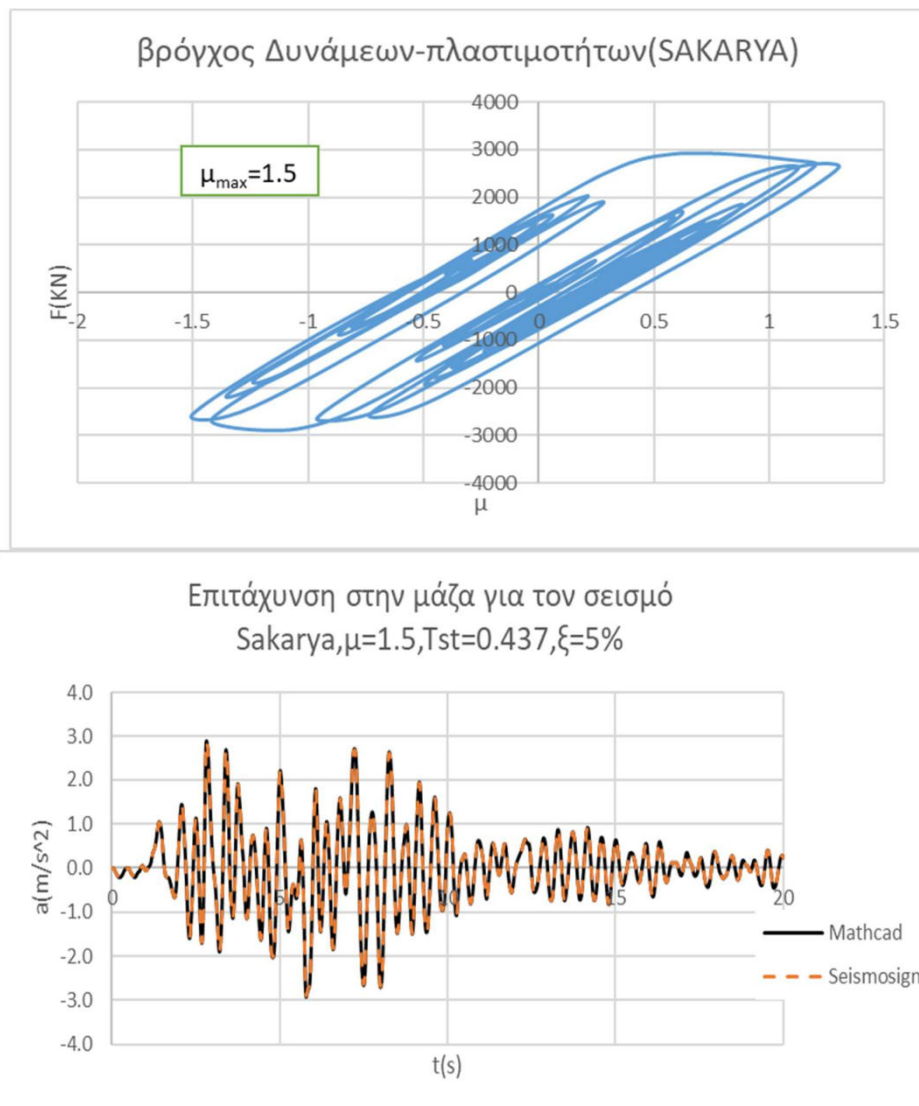 βρόγχος Δυνάμεων-πλαστιμοτήτων(SAKARYA)
μmax=1.5
4000
3000
2000
1000
0
-2 -1.5 -1 -0.5 0 0.5 1 1.5
-1000
-2000
-3000
-4000
F(KN)
μ
Επιτάχυνση στην μάζα για τον σεισμό
Sakarya,μ=1.5,Tst=0.437,ξ=5%
4.0
3.0
2.0
1.0
0.0
0 5 10 15 20
-1.0
-2.0
-3.0
-4.0
a(m/s^2)
t(s)
Mathcad
Seismosign